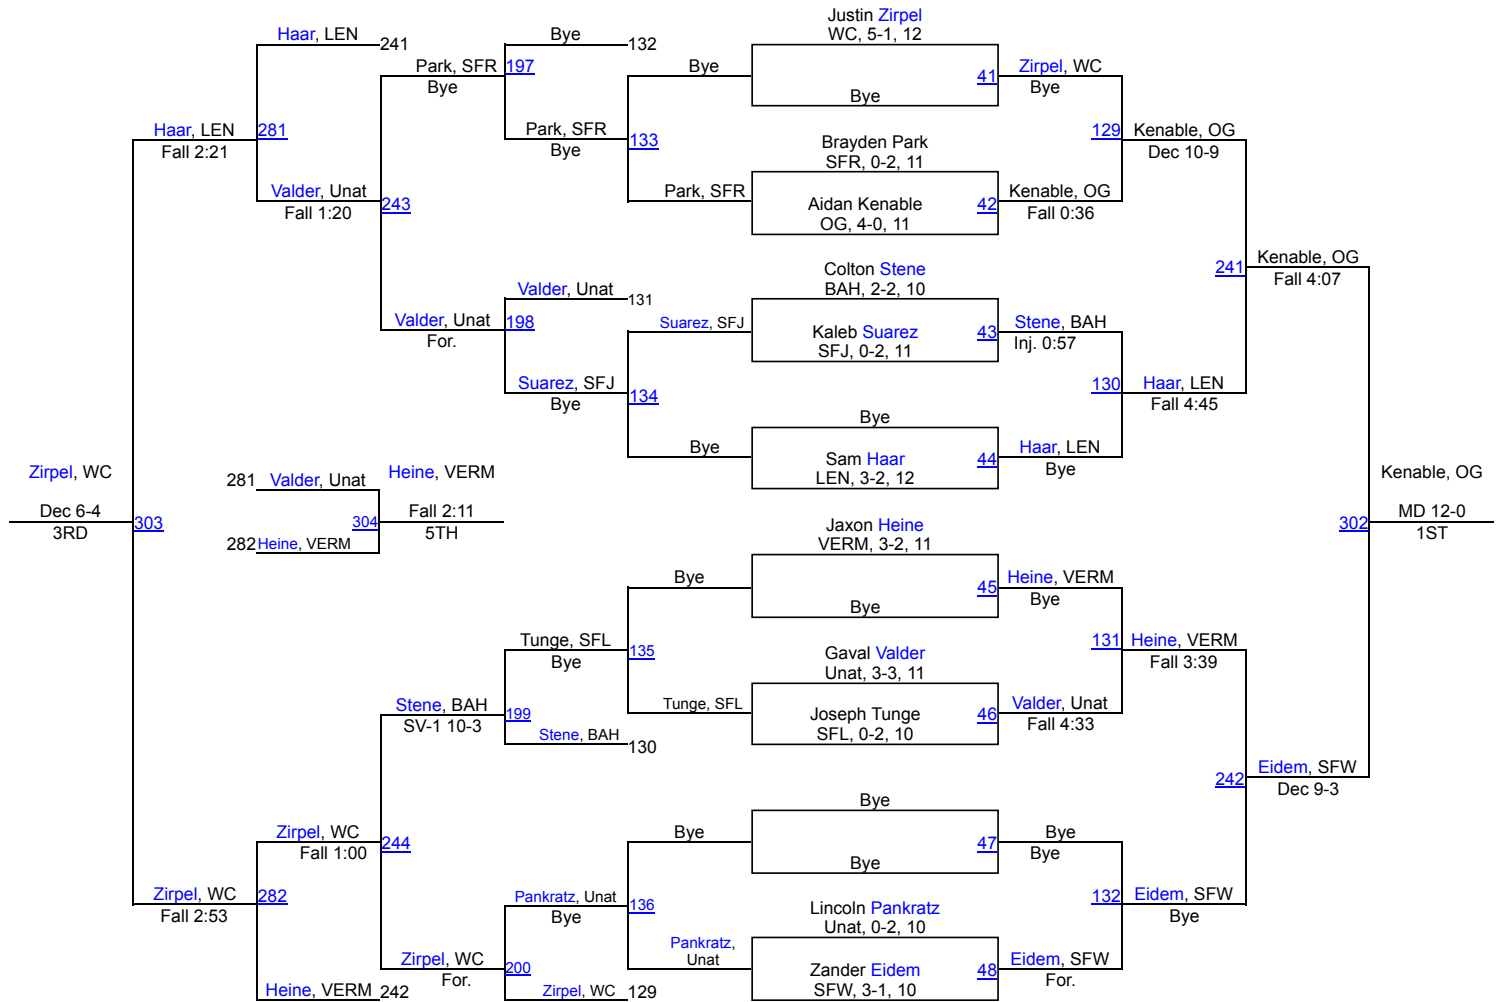 Justin Zirpel
WC, 5-1, 12
Haar, LEN
241
Bye
132
Park, SFR
197
Bye
Bye
41
Zirpel, WC
Bye
Bye
Haar, LEN
281
Fall 2:21
Park, SFR
Bye
133
Brayden Park
SFR, 0-2, 11
129
Kenable, OG
Dec 10-9
Valder, Unat
Fall 1:20
243
Park, SFR
Aidan Kenable
OG, 4-0, 11
42
Kenable, OG
Fall 0:36
Colton Stene
BAH, 2-2, 10
241
Kenable, OG
Fall 4:07
Valder, Unat
131
Valder, Unat
For.
198
Suarez, SFJ
Kaleb Suarez
SFJ, 0-2, 11
43
Stene, BAH
Inj. 0:57
Suarez, SFJ
Bye
134
130
Haar, LEN
Fall 4:45
Bye
Bye
Sam Haar
LEN, 3-2, 12
44
Haar, LEN
Bye
Zirpel, WC
Dec 6-4
3RD
303
281
Valder, Unat
Heine, VERM
304
Fall 2:11
5TH
282
Heine, VERM
Kenable, OG
302
MD 12-0
1ST
Jaxon Heine
VERM, 3-2, 11
Bye
Bye
45
Heine, VERM
Bye
Tunge, SFL
Bye
135
Gaval Valder
Unat, 3-3, 11
131
Heine, VERM
Fall 3:39
Stene, BAH
SV-1 10-3
199
Tunge, SFL
Joseph Tunge
SFL, 0-2, 10
46
Valder, Unat
Fall 4:33
Stene, BAH
130
242
Eidem, SFW
Dec 9-3
Bye
Zirpel, WC
Fall 1:00
244
Bye
Bye
47
Bye
Bye
Zirpel, WC
Fall 2:53
282
Pankratz, Unat
Bye
136
Lincoln Pankratz
Unat, 0-2, 10
132
Eidem, SFW
Bye
Zirpel, WC
For.
200
Pankratz,
Unat
Zander Eidem
SFW, 3-1, 10
48
Eidem, SFW
For.
Heine, VERM
242
Zirpel, WC
129